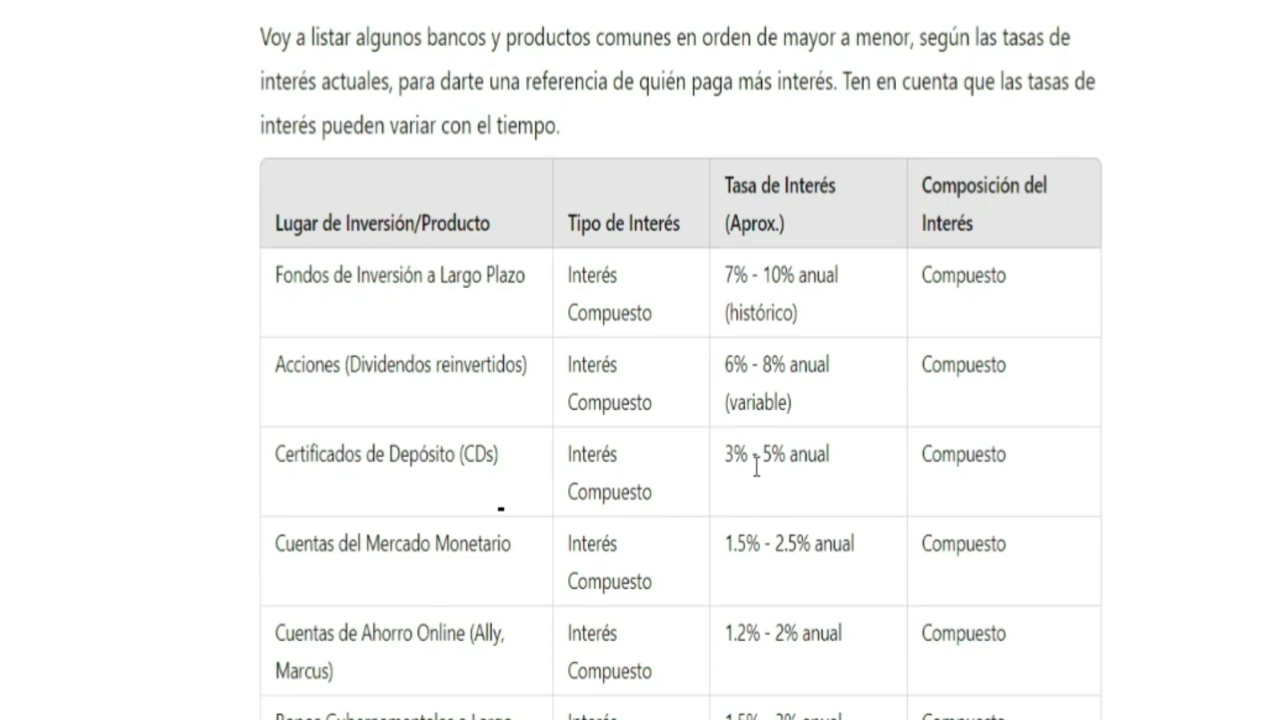 Voy a listar algunos bancos y productos comunes en orden de mayor a menor, según las tasas de
interés actuales, para darte una referencia de quién paga más interés. Ten en cuenta que las tasas de
interés pueden variar con el tiempo.
Lugar de Inversión/Producto Tipo de Interés Tasa de Interés (Aprox.) Composición del Interés
Fondos de Inversión a Largo Plazo Interés Compuesto 7% - 10% anual (histórico) Compuesto
Acciones (Dividendos reinvertidos) Interés Compuesto 6% - 8% anual (variable) Compuesto
Certificados de Depósito (CDs) Interés Compuesto 3% - 5% anual Compuesto
Cuentas del Mercado Monetario Interés Compuesto 1.5% - 2.5% anual Compuesto
Cuentas de Ahorro Online (Ally, Marcus) Interés Compuesto 1.2% - 2% anual Compuesto